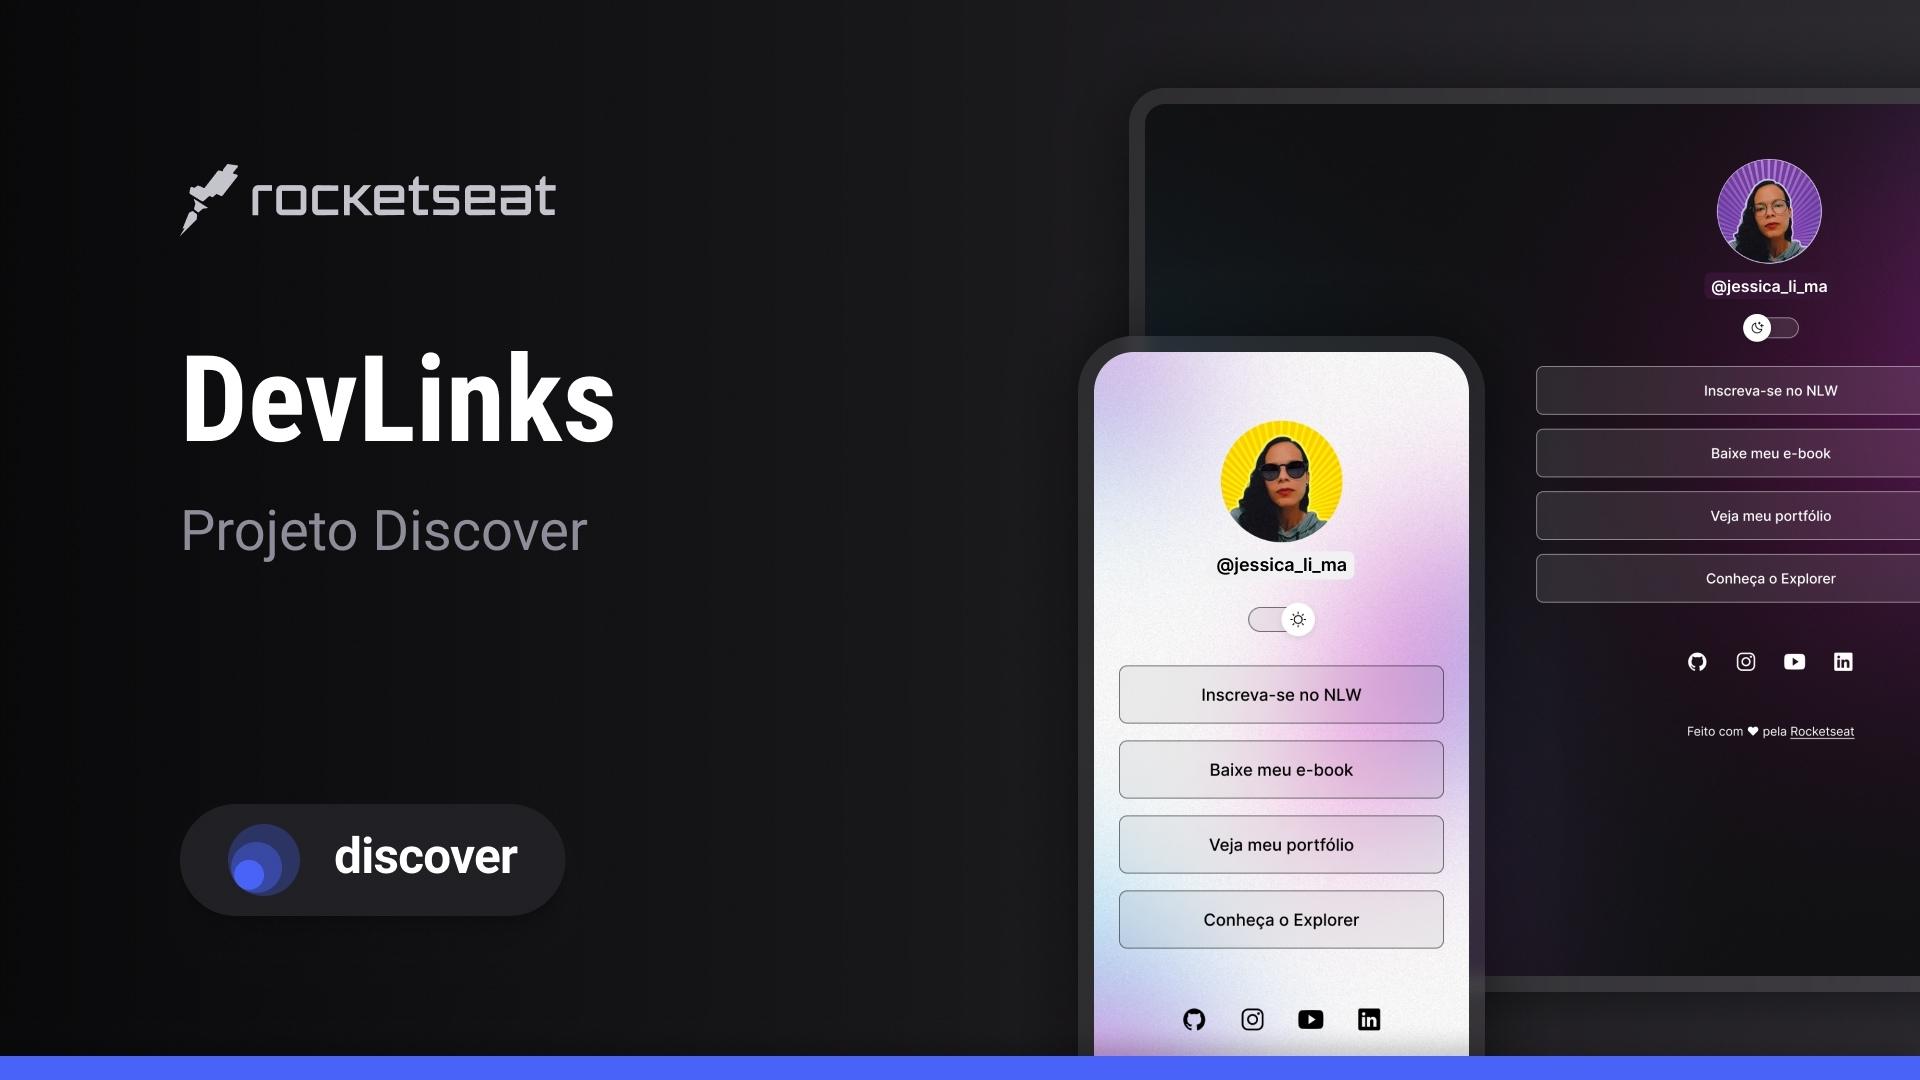 rocketseat
DevLinks
Projeto Discover
discover
@jessica_li_ma
Inscreva-se no NLW
Baixe meu e-book
Veja meu portfólio
Conheça o Explorer
@jessica_li_ma
Inscreva-se no NLW
Baixe meu e-book
Veja meu portfólio
Conheça o Explorer
Feito com ♥ pela Rocketseat